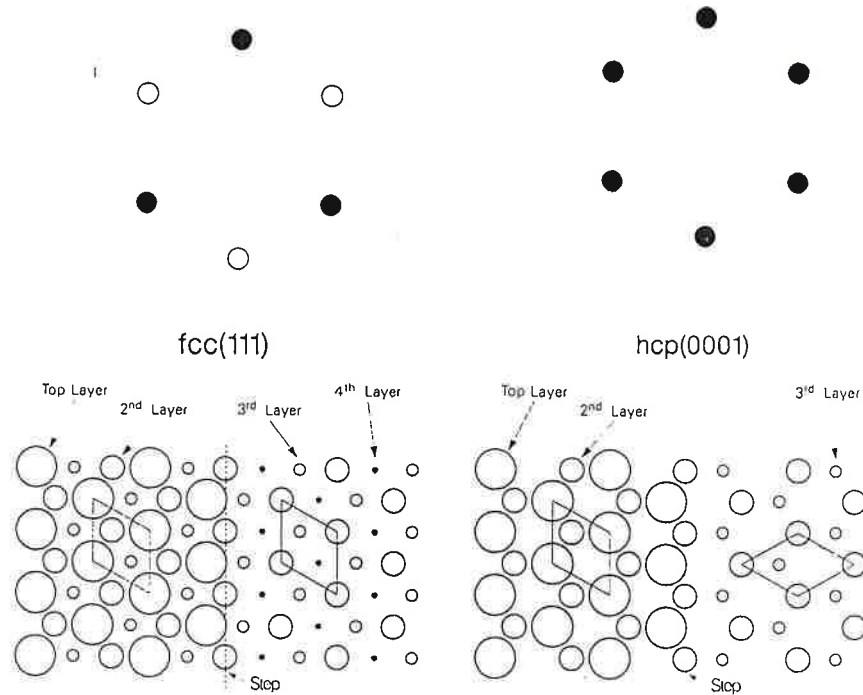 fcc(111)
hcp(0001)
Top Layer
2nd Layer
3rd Layer
4th Layer
Step
Top Layer
2nd Layer
3rd Layer
Step